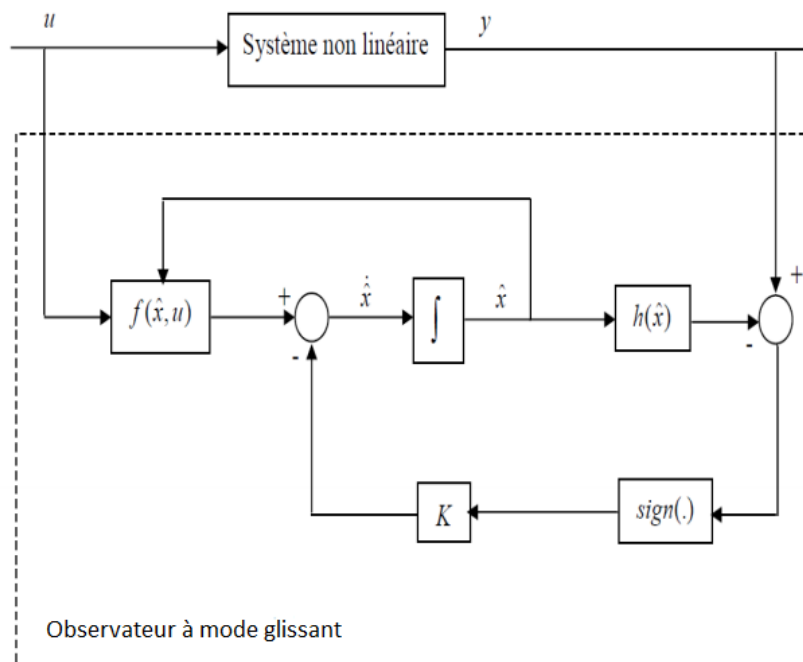 u
Système non linéaire
y
+
f(x̂, u)
+
-
ẋ̂
∫
x̂
h(x̂)
-
K
sign(.)
Observateur à mode glissant